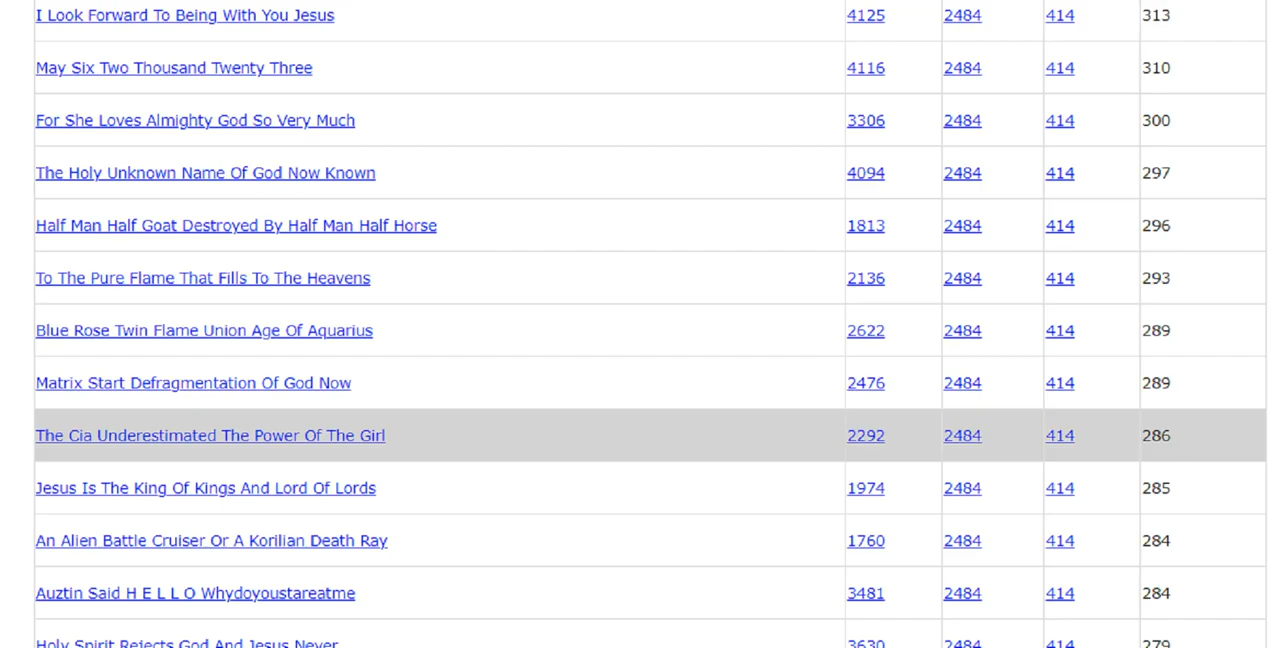 I Look Forward To Being With You Jesus 4125 2484 414 313
May Six Two Thousand Twenty Three 4116 2484 414 310
For She Loves Almighty God So Very Much 3306 2484 414 300
The Holy Unknown Name Of God Now Known 4094 2484 414 297
Half Man Half Goat Destroyed By Half Man Half Horse 1813 2484 414 296
To The Pure Flame That Fills To The Heavens 2136 2484 414 293
Blue Rose Twin Flame Union Age Of Aquarius 2622 2484 414 289
Matrix Start Defragmentation Of God Now 2476 2484 414 289
The Cia Underestimated The Power Of The Girl 2292 2484 414 286
Jesus Is The King Of Kings And Lord Of Lords 1974 2484 414 285
An Alien Battle Cruiser Or A Korilian Death Ray 1760 2484 414 284
Auztin Said H E L L O Whydoyoustareatme 3481 2484 414 284
Holy Spirit Rejects God And Jesus Never 3630 2484 414 279